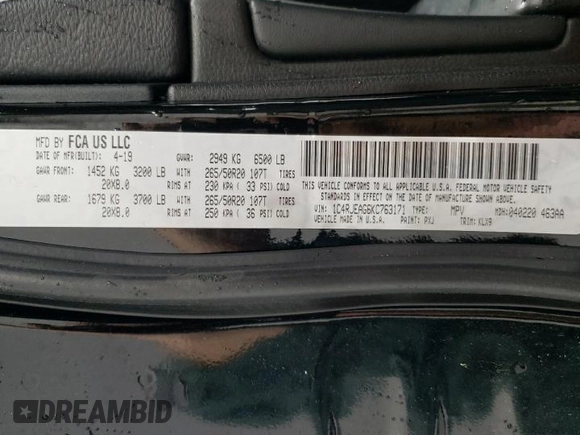 MFD BY FCA US LLC
DATE OF MFR(BUILT): 4-19 GVWR: 2949 KG 6500 LB
GAWR FRONT: 1452 KG 3200 LB WITH 265/50R20 107T TIRES
20X8.0 RIMS AT 230 KPA ( 33 PSI) COLD
GAWR REAR: 1679 KG 3700 LB WITH 265/50R20 107T TIRES
20X8.0 RIMS AT 250 KPA ( 36 PSI) COLD
THIS VEHICLE CONFORMS TO ALL APPLICABLE U.S.A. FEDERAL MOTOR VEHICLE SAFETY
STANDARDS IN EFFECT ON THE DATE OF MANUFACTURE SHOWN ABOVE.
VIN: 1C4RJEAG6KC763171 TYPE: MPV MDH:040220 463AA
VEHICLE MADE IN U.S.A. PAINT: PXJ TRIM: XLX9
DREAMBID